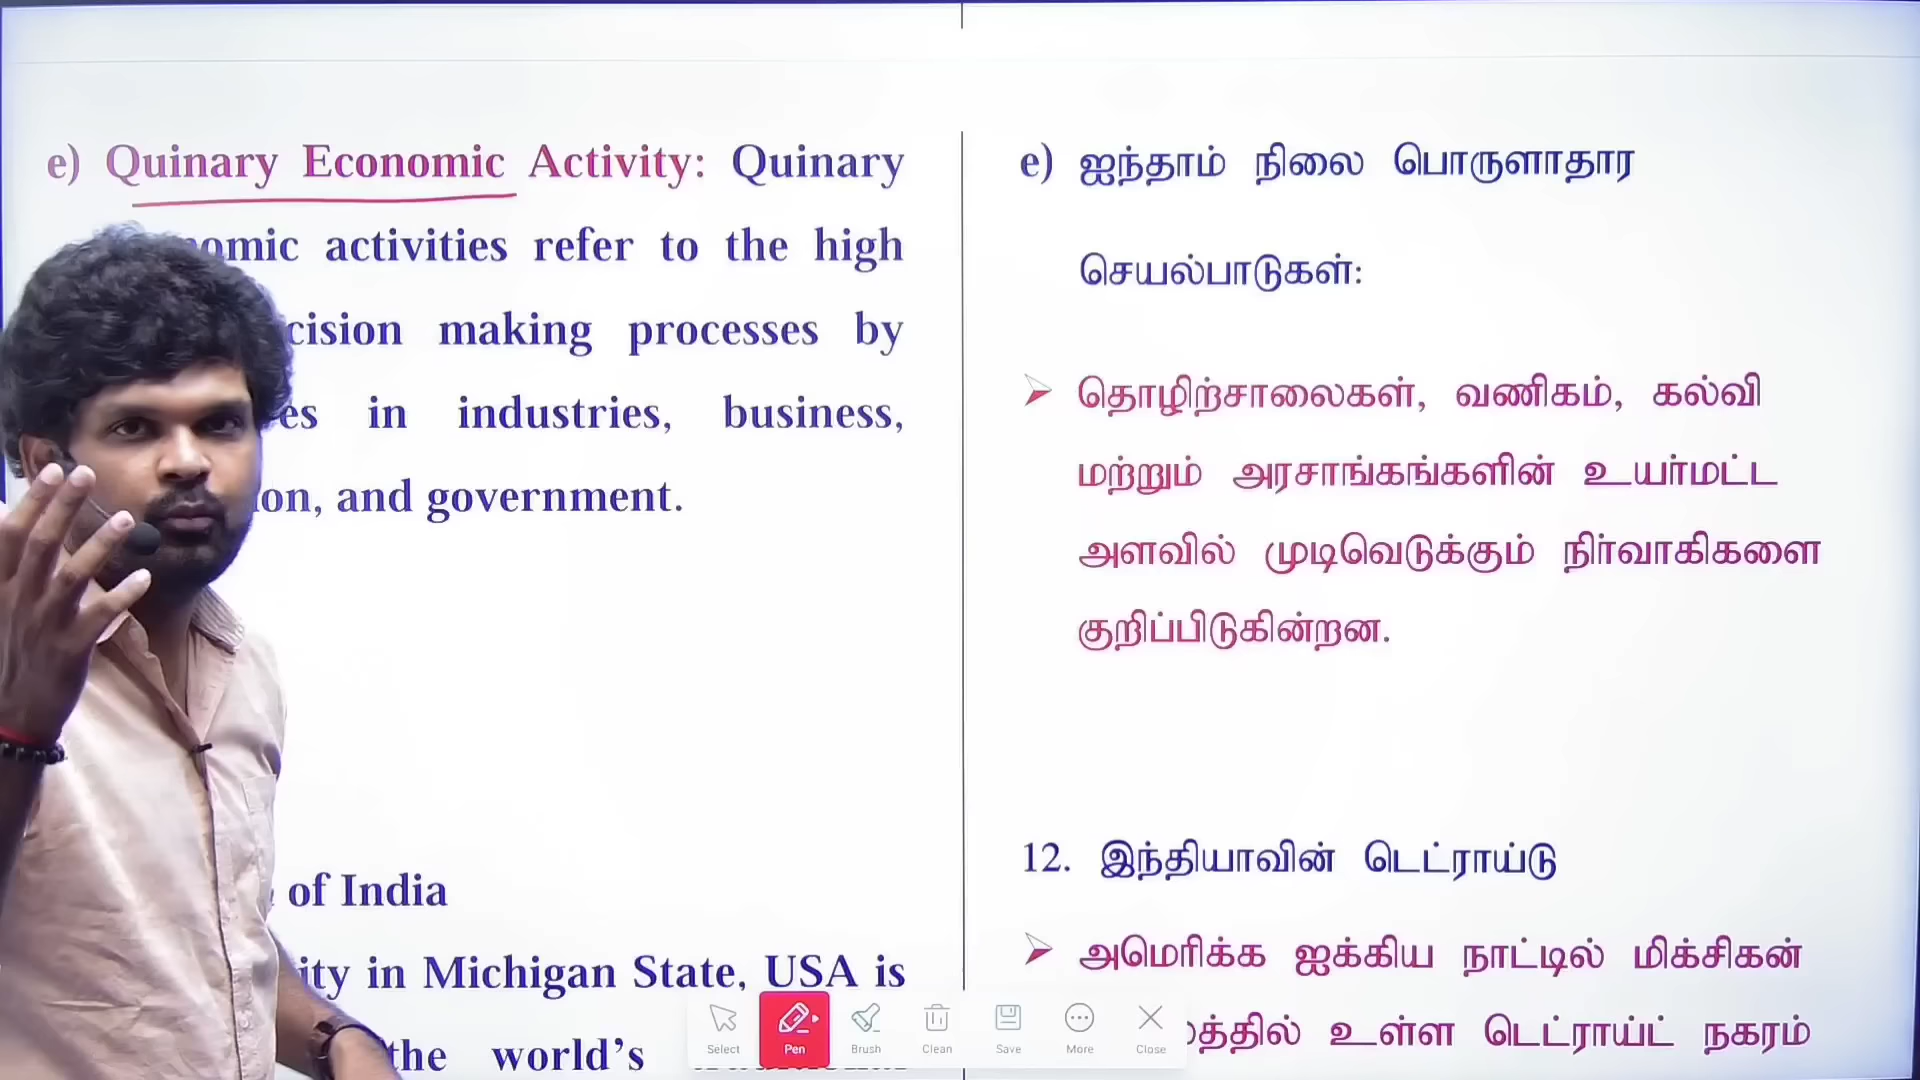 e) Quinary Economic Activity: Quinary
omic activities refer to the high
cision making processes by
es in industries, business,
on, and government.
of India
ity in Michigan State, USA is
the world's
e) ஐந்தாம் நிலை பொருளாதார
செயல்பாடுகள்:
தொழிற்சாலைகள், வணிகம், கல்வி
மற்றும் அரசாங்கங்களின் உயர்மட்ட
அளவில் முடிவெடுக்கும் நிர்வாகிகளை
குறிப்பிடுகின்றன.
12. இந்தியாவின் டெட்ராய்டு
அமெரிக்க ஐக்கிய நாட்டில் மிக்சிகன்
த்தில் உள்ள டெட்ராய்ட் நகரம்
Select Pen Brush Clean Save More Close